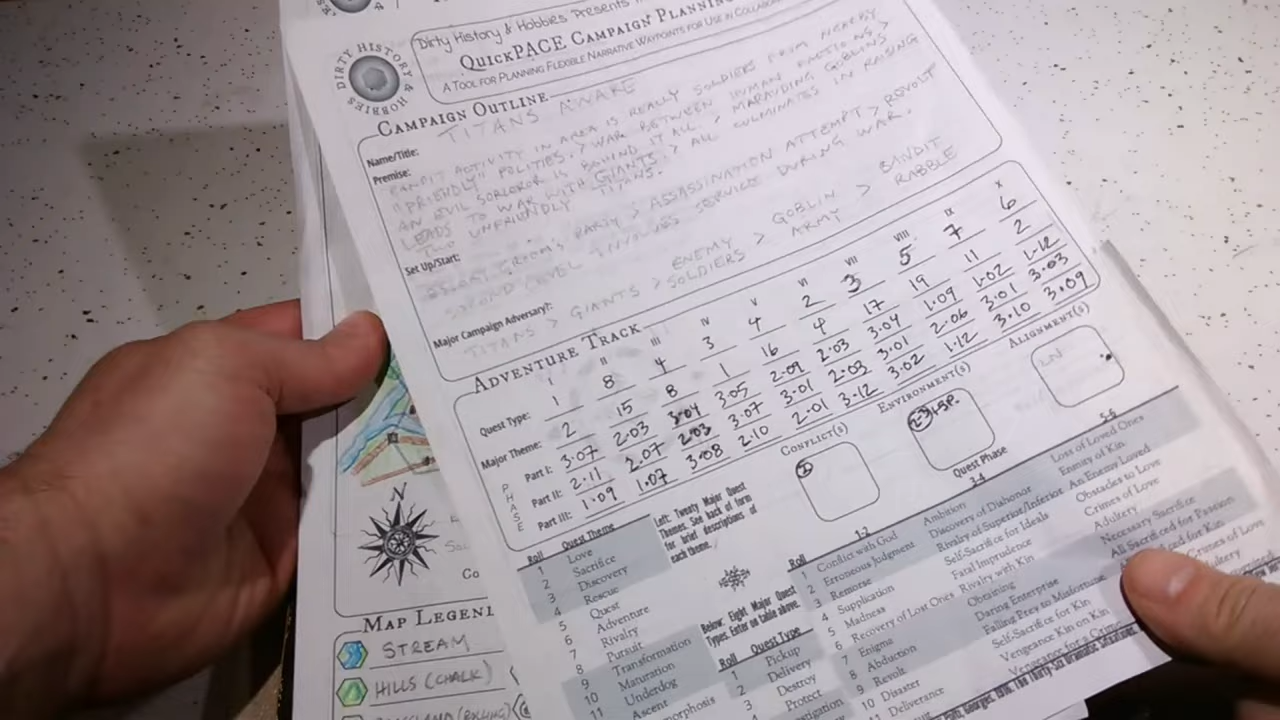 DIRTY HISTORY & HOBBIES
Dirty History & Hobbies Presents
QuickPACE Campaign Planning
A Tool for Planning Flexible Narrative Waypoints for Use in
Campaign Outline
Name/Title: TITANS AWAKE
Premise: BANDIT ACTIVITY IN AREA IS REALLY SOLDIERS FROM NEARBY
"FRIENDLY" POLITIES. > WAR BETWEEN HUMAN FACTIONS >
AN EVIL SORCEROR IS BEHIND IT ALL > MARAUDING GOBLINS
LEADS TO WAR WITH GIANTS > ALL CULMINATES IN RAISING
TWO UNFRIENDLY TITANS.
Set Up/Start: PARTY > ASSASSINATION ATTEMPT > REVOLT
SECOND LEVEL INVOLVES SERVICE DURING WAR.
Major Campaign Adversary?:
TITANS > GIANTS > ENEMY SOLDIERS > GOBLIN ARMY > BANDIT RABBLE
Adventure Track
I II III IV V VI VII VIII IX X
Quest Type: 1 8 4 3 4 2 3 5 7 6
Major Theme: 2 15 8 1 16 4 17 19 11 2
PHASE
Part I: 3.07 2.03 3.04 3.05 2.09 2.03 3.04 1.09 1.02 1.12
Part II: 2.11 2.07 2.03 3.07 3.01 2.03 3.01 2.06 3.01 3.03
Part III: 1.09 1.07 3.08 2.10 2.01 3.12 3.02 1.12 3.10 3.09
Conflict(s)
Environment(s)
Alignment(s)
LN
Roll Quest Theme
Love
2 Sacrifice
3 Discovery
4 Rescue
5 Quest
6 Adventure
7 Rivalry
8 Pursuit
9 Transformation
10 Maturation
11 Underdog
Ascent
Left: Twenty Major Quest
Themes. See back of form
for brief descriptions of
each theme.
Below: Eight Major Quest
Types. Enter on table above.
Roll Quest Type
1 Pickup
2 Delivery
3 Destroy
4 Protect
Quest Phase
Roll 1-2 3-4 5-6
1 Conflict with God Ambition Loss of Loved Ones
2 Erroneous Judgment Discovery of Dishonor Enmity of Kin
3 Remorse Rivalry of Superior/Inferior An Enemy Loved
4 Supplication Self-Sacrifice for Ideals Obstacles to Love
5 Madness Fatal Imprudence Crimes of Love
6 Recovery of Lost Ones Rivalry with Kin Adultery
7 Enigma Obtaining Necessary Sacrifice
8 Abduction Daring Enterprise All Sacrificed for Passion
9 Revolt Falling Prey to Misfortune
10 Disaster Self-Sacrifice for Kin
11 Deliverance Vengeance Kin on Kin
Vengeance for a Crime
N
Map Legen
STREAM
HILLS (CHALK)